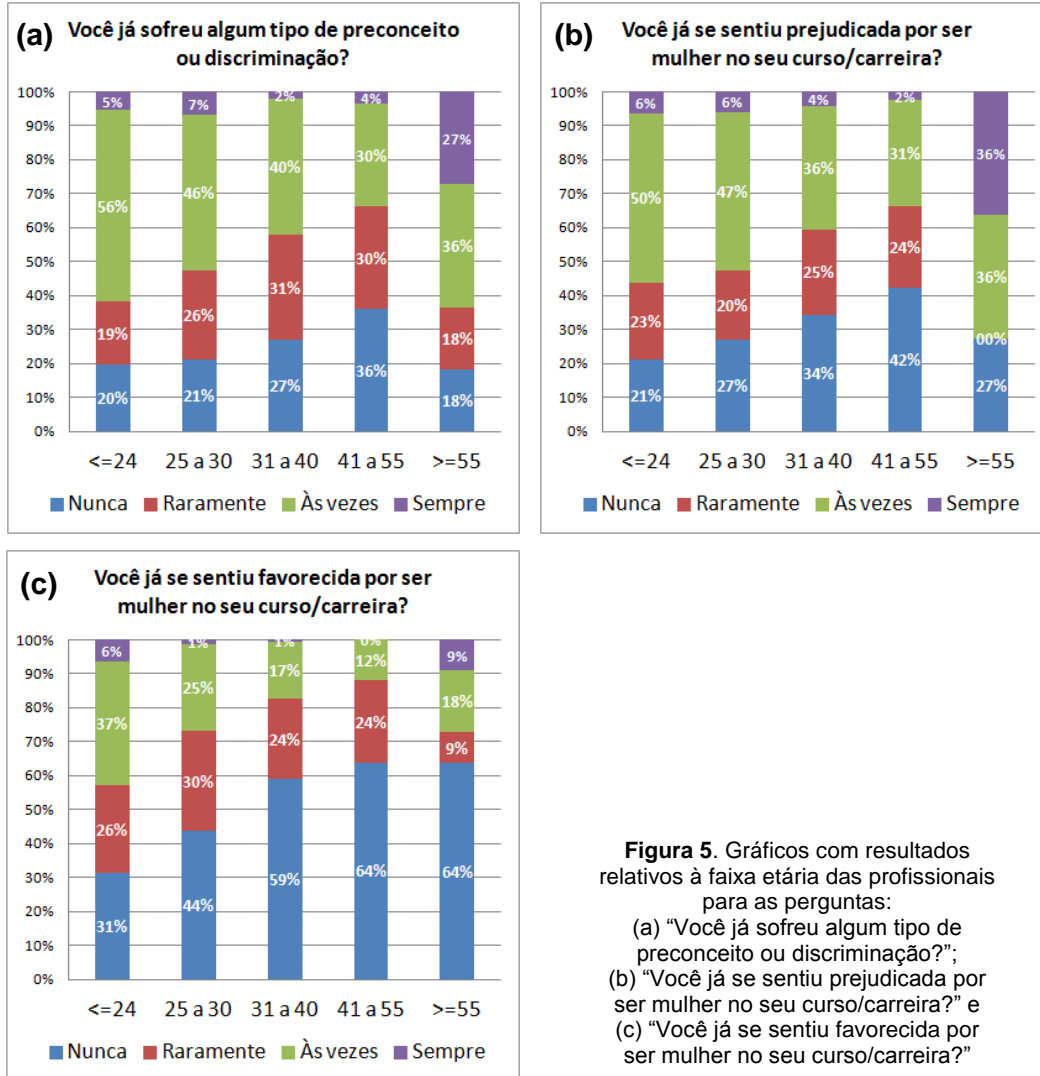 (a) Você já sofreu algum tipo de preconceito
ou discriminação?
100%
90%
80%
70%
60%
50%
40%
30%
20%
10%
0%
5% 7% 2% 4% 27%
56% 46% 40% 30% 36%
19% 26% 31% 30% 18%
20% 21% 27% 36% 18%
<=24 25 a 30 31 a 40 41 a 55 >=55
Nunca Raramente Às vezes Sempre
(b) Você já se sentiu prejudicada por ser
mulher no seu curso/carreira?
100%
90%
80%
70%
60%
50%
40%
30%
20%
10%
0%
6% 6% 4% 2% 36%
50% 47% 36% 31% 36%
23% 20% 25% 24% 00%
21% 27% 34% 42% 27%
<=24 25 a 30 31 a 40 41 a 55 >=55
Nunca Raramente Às vezes Sempre
(c) Você já se sentiu favorecida por ser
mulher no seu curso/carreira?
100%
90%
80%
70%
60%
50%
40%
30%
20%
10%
0%
6% 1% 1% 0% 9%
37% 25% 17% 12% 18%
26% 30% 24% 24% 9%
31% 44% 59% 64% 64%
<=24 25 a 30 31 a 40 41 a 55 >=55
Nunca Raramente Às vezes Sempre
Figura 5. Gráficos com resultados
relativos à faixa etária das profissionais
para as perguntas:
(a) “Você já sofreu algum tipo de
preconceito ou discriminação?”;
(b) “Você já se sentiu prejudicada por
ser mulher no seu curso/carreira?” e
(c) “Você já se sentiu favorecida por
ser mulher no seu curso/carreira?”